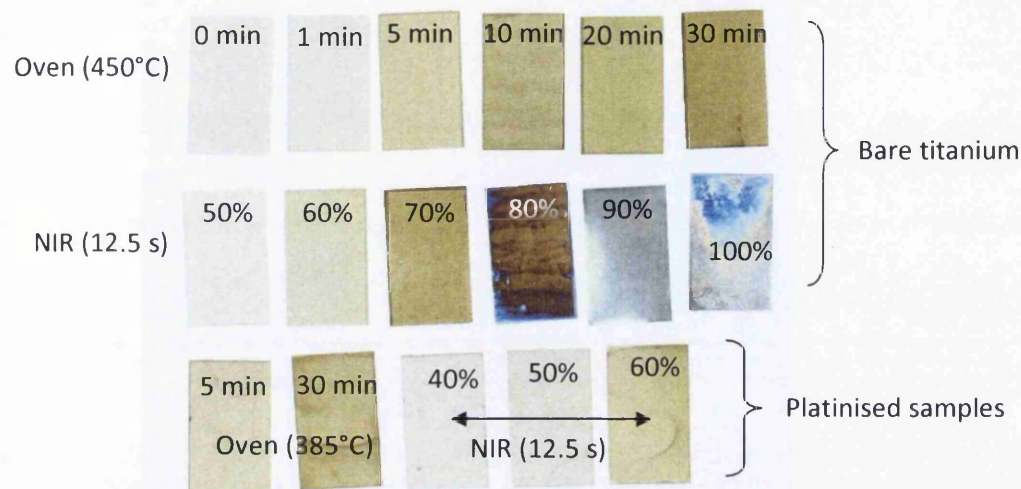 0 min 1 min 5 min 10 min 20 min 30 min
Oven (450°C)
Bare titanium
50% 60% 70% 80% 90%
NIR (12.5 s)
100%
5 min 30 min 40% 50% 60%
Platinised samples
Oven (385°C) NIR (12.5 s)